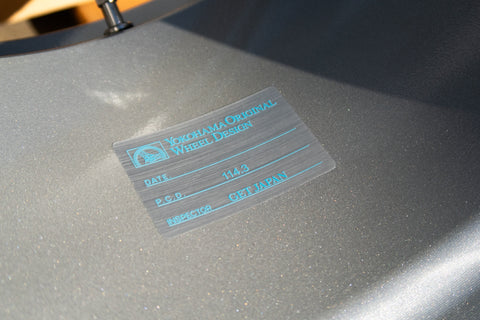 YOKOHAMA ORIGINAL
WHEEL DESIGN
DATE
P.C.D. 114.3
INSPECTOR GET JAPAN